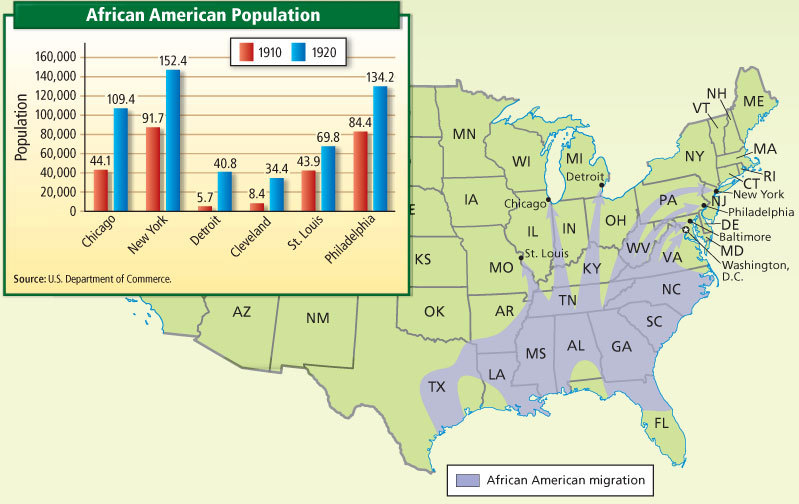 African American Population
1910 1920
Population
160,000
140,000
120,000
100,000
80,000
60,000
40,000
20,000
0
44.1 109.4
91.7 152.4
5.7 40.8
8.4 34.4
43.9 69.8
84.4 134.2
Chicago
New York
Detroit
Cleveland
St. Louis
Philadelphia
Source: U.S. Department of Commerce.
ME
NH
VT
MA
RI
CT
NY
New York
NJ
Philadelphia
PA
DE
Baltimore
MD
Washington,
D.C.
MN
WI
MI
Detroit
Chicago
IA
IL
IN
OH
WV
VA
E
KS
MO
St. Louis
KY
NC
TN
SC
AZ
NM
OK
AR
MS
AL
GA
LA
TX
FL
African American migration